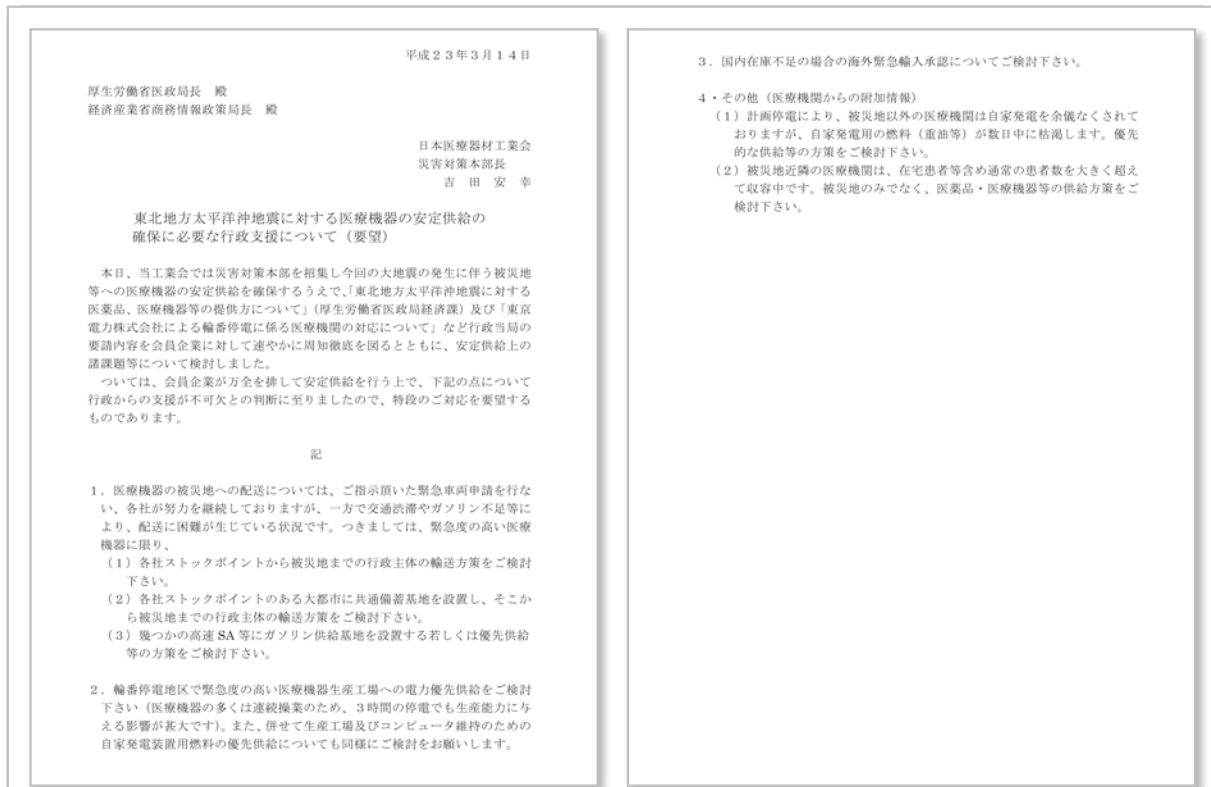 平成２３年３月１４日
厚生労働省医政局長　殿
経済産業省商務情報政策局長　殿
日本医療器材工業会
災害対策本部長
吉　田　安　幸
東北地方太平洋沖地震に対する医療機器の安定供給の
確保に必要な行政支援について（要望）
本日、当工業会では災害対策本部を招集し今回の大地震の発生に伴う被災地
等への医療機器の安定供給を確保するうえで、「東北地方太平洋沖地震に対する
医薬品、医療機器等の提供方について」（厚生労働省医政局経済課）及び「東京
電力株式会社による輪番停電に係る医療機関の対応について」など行政当局の
要請内容を会員企業に対して速やかに周知徹底を図るとともに、安定供給上の
諸課題等について検討しました。
ついては、会員企業が万全を排して安定供給を行う上で、下記の点について
行政からの支援が不可欠との判断に至りましたので、特段のご対応を要望する
ものであります。
記
１．医療機器の被災地への配送については、ご指示頂いた緊急車両申請を行な
い、各社が努力を継続しておりますが、一方で交通渋滞やガソリン不足等に
より、配送に困難が生じている状況です。つきましては、緊急度の高い医療
機器に限り、
（１）各社ストックポイントから被災地までの行政主体の輸送方策をご検討
下さい。
（２）各社ストックポイントのある大都市に共通備蓄基地を設置し、そこか
ら被災地までの行政主体の輸送方策をご検討下さい。
（３）幾つかの高速 SA 等にガソリン供給基地を設置する若しくは優先供給
等の方策をご検討下さい。
２．輪番停電地区で緊急度の高い医療機器生産工場への電力優先供給をご検討
下さい（医療機器の多くは連続操業のため、３時間の停電でも生産能力に与
える影響が甚大です）。また、併せて生産工場及びコンピュータ維持のための
自家発電装置用燃料の優先供給についても同様にご検討をお願いします。
３．国内在庫不足の場合の海外緊急輸入承認についてご検討下さい。
４・その他（医療機関からの附加情報）
（１）計画停電により、被災地以外の医療機関は自家発電を余儀なくされて
おりますが、自家発電用の燃料（重油等）が数日中に枯渇します。優先
的な供給等の方策をご検討下さい。
（２）被災地近隣の医療機関は、在宅患者等含め通常の患者数を大きく超え
て収容中です。被災地のみでなく、医薬品・医療機器等の供給方策をご
検討下さい。